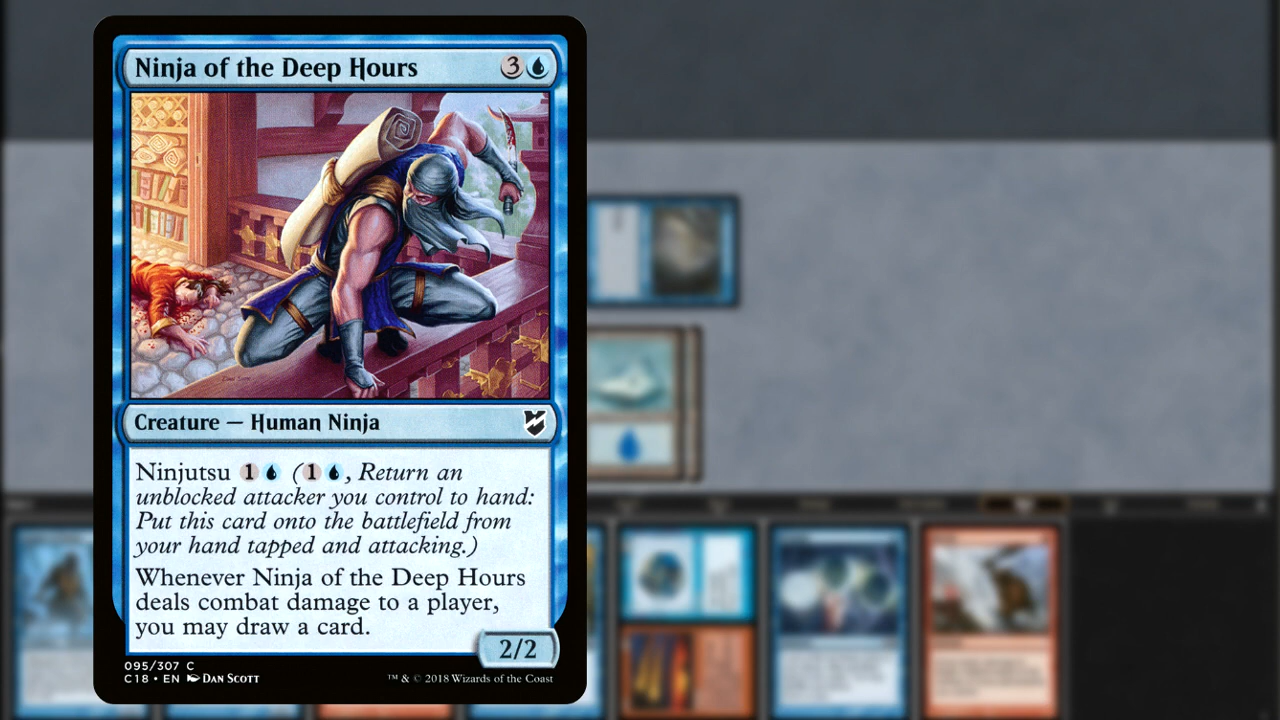 Ninja of the Deep Hours 3
Creature — Human Ninja
Ninjutsu 1 (1, Return an
unblocked attacker you control to hand:
Put this card onto the battlefield from
your hand tapped and attacking.)
Whenever Ninja of the Deep Hours
deals combat damage to a player,
you may draw a card.
2/2
095/307 C
C18 • EN Dan Scott
™ & © 2018 Wizards of the Coast